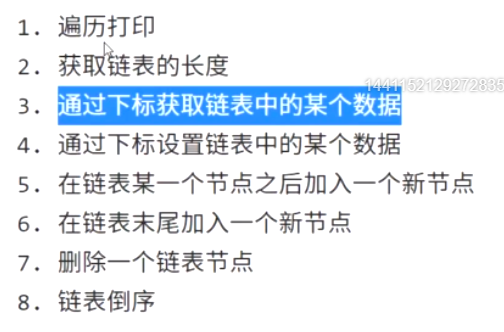 1. 遍历打印
2. 获取链表的长度
1441152129272835
3. 通过下标获取链表中的某个数据
4. 通过下标设置链表中的某个数据
5. 在链表某一个节点之后加入一个新节点
6. 在链表末尾加入一个新节点
7. 删除一个链表节点
8. 链表倒序